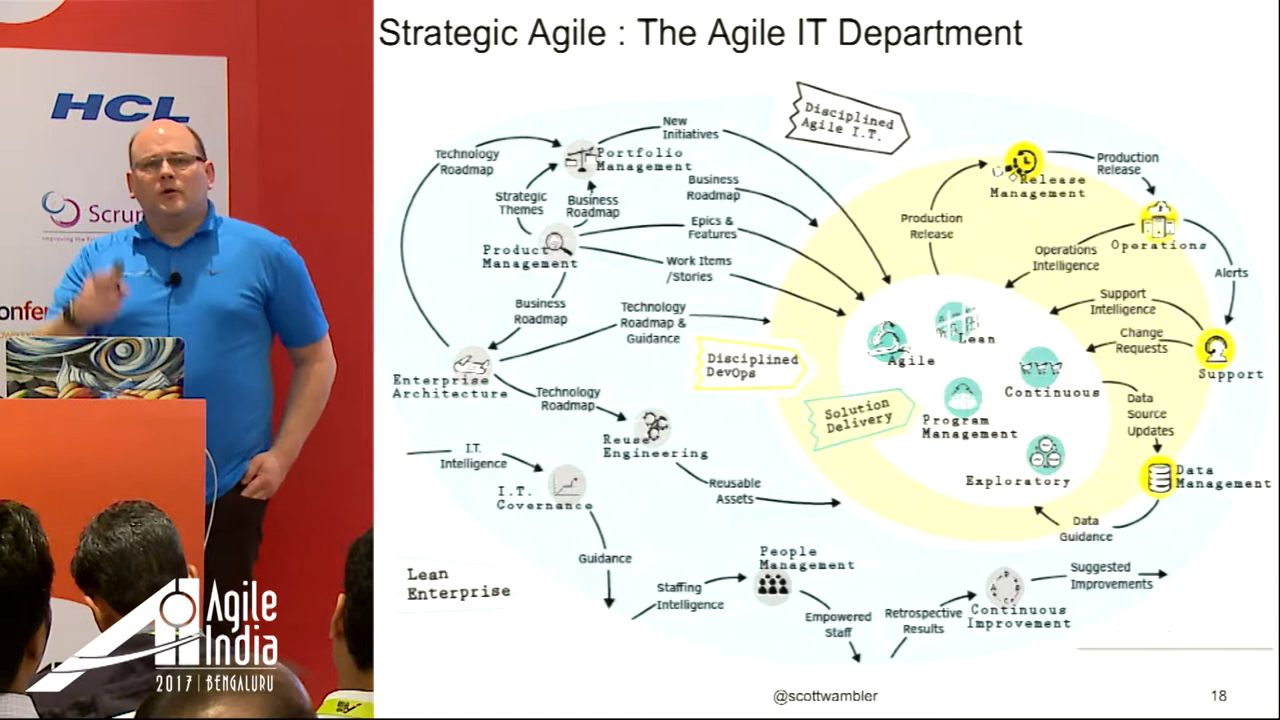 Strategic Agile : The Agile IT Department
HCL
Scrum
onfe
Agile
India
2017 | BENGALURU
Disciplined
Agile I.T.
New
Initiatives
Technology
Roadmap
Portfolio
Management
Strategic
Themes
Business
Roadmap
Business
Roadmap
Product
Management
Epics &
Features
Work Items
/Stories
Business
Roadmap
Technology
Roadmap &
Guidance
Enterprise
Architecture
Technology
Roadmap
Reuse
Engineering
I.T.
Intelligence
I.T.
Governance
Reusable
Assets
Guidance
Lean
Enterprise
Staffing
Intelligence
People
Management
Empowered
Staff
Retrospective
Results
Continuous
Improvement
Suggested
Improvements
Disciplined
DevOps
Solution
Delivery
Agile
Lean
Continuous
Program
Management
Exploratory
Production
Release
Release
Management
Production
Release
Operations
Operations
Intelligence
Alerts
Support
Intelligence
Change
Requests
Support
Data
Source
Updates
Data
Management
Data
Guidance
@scottwambler
18